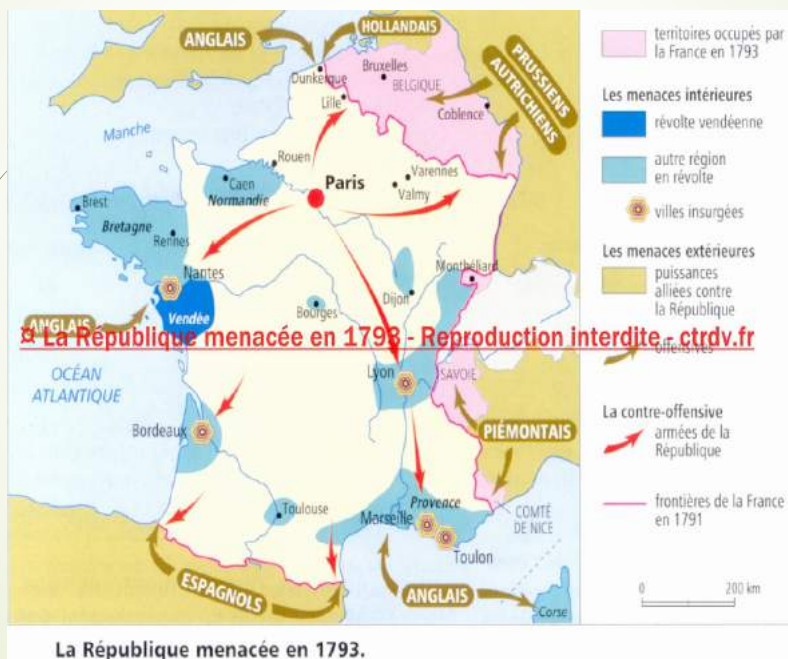 ANGLAIS
HOLLANDAIS
PRUSSIENS
AUTRICHIENS
Dunkerque
Bruxelles
BELGIQUE
Lille
Coblence
Manche
Rouen
Caen
Normandie
Paris
Varennes
Valmy
Brest
Bretagne
Rennes
Nantes
Vendée
ANGLAIS
Montbéliard
Dijon
Bourges
¤ La République menacée en 1793 - Reproduction interdite - ctrdv.fr
OCÉAN
ATLANTIQUE
Lyon
SAVOIE
PIÉMONTAIS
Bordeaux
Toulouse
Provence
Marseille
Toulon
COMTÉ
DE NICE
ESPAGNOLS
ANGLAIS
Corse
territoires occupés par
la France en 1793
Les menaces intérieures
révolte vendéenne
autre région
en révolte
villes insurgées
Les menaces extérieures
puissances
alliées contre
la République
offensives
La contre-offensive
armées de la
République
frontières de la France
en 1791
0 200 km
La République menacée en 1793.